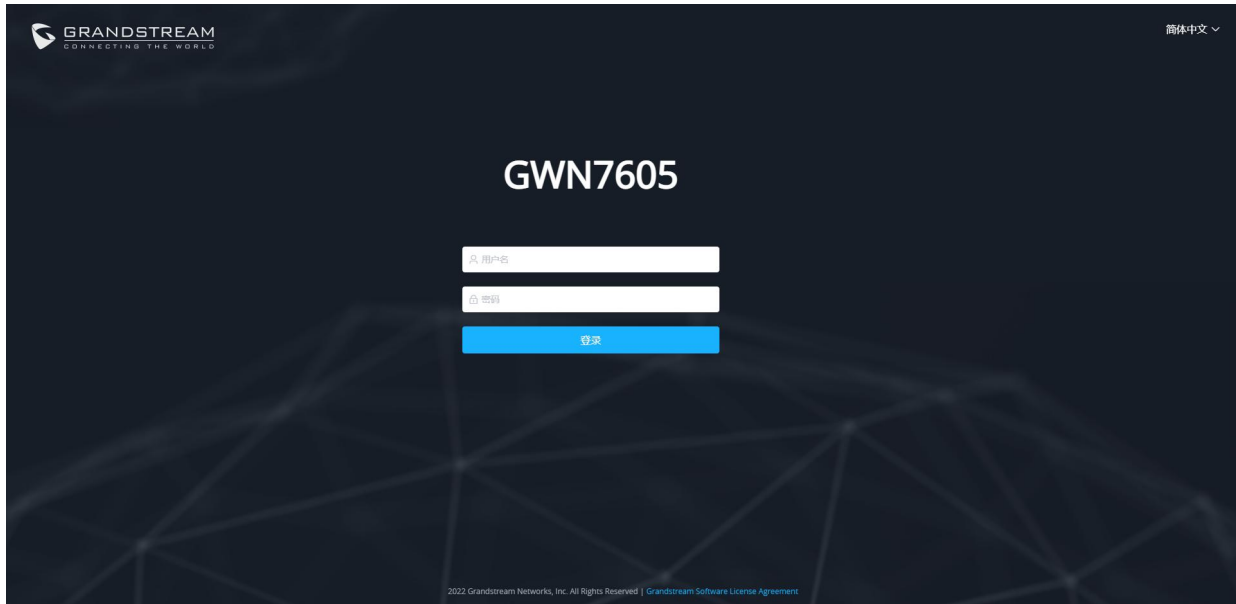 GRANDSTREAM
CONNECTING THE WORLD
简体中文
GWN7605
用户名
密码
登录
2022 Grandstream Networks, Inc. All Rights Reserved | Grandstream Software License Agreement